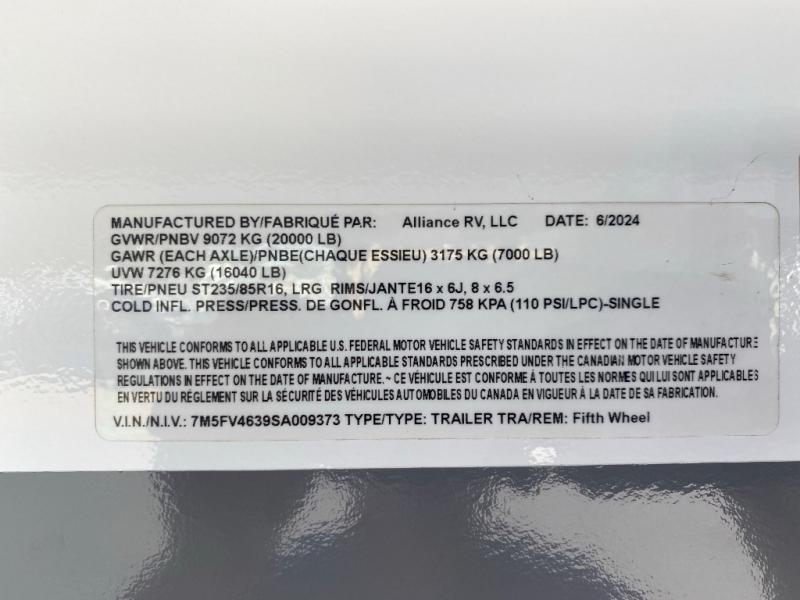 MANUFACTURED BY/FABRIQUÉ PAR: Alliance RV, LLC DATE: 6/2024
GVWR/PNBV 9072 KG (20000 LB)
GAWR (EACH AXLE)/PNBE(CHAQUE ESSIEU) 3175 KG (7000 LB)
UVW 7276 KG (16040 LB)
TIRE/PNEU ST235/85R16, LRG RIMS/JANTE16 x 6J, 8 x 6.5
COLD INFL. PRESS/PRESS. DE GONFL. À FROID 758 KPA (110 PSI/LPC)-SINGLE
THIS VEHICLE CONFORMS TO ALL APPLICABLE U.S. FEDERAL MOTOR VEHICLE SAFETY STANDARDS IN EFFECT ON THE DATE OF MANUFACTURE
SHOWN ABOVE. THIS VEHICLE CONFORMS TO ALL APPLICABLE STANDARDS PRESCRIBED UNDER THE CANADIAN MOTOR VEHICLE SAFETY
REGULATIONS IN EFFECT ON THE DATE OF MANUFACTURE. ~ CE VÉHICULE EST CONFORME À TOUTES LES NORMES QUI LUI SONT APPLICABLES
EN VERTU DU RÉGLEMENT SUR LA SÉCURITÉ DES VÉHICULES AUTOMOBILES DU CANADA EN VIGUEUR À LA DATE DE SA FABRICATION.
V.I.N./N.I.V.: 7M5FV4639SA009373 TYPE/TYPE: TRAILER TRA/REM: Fifth Wheel